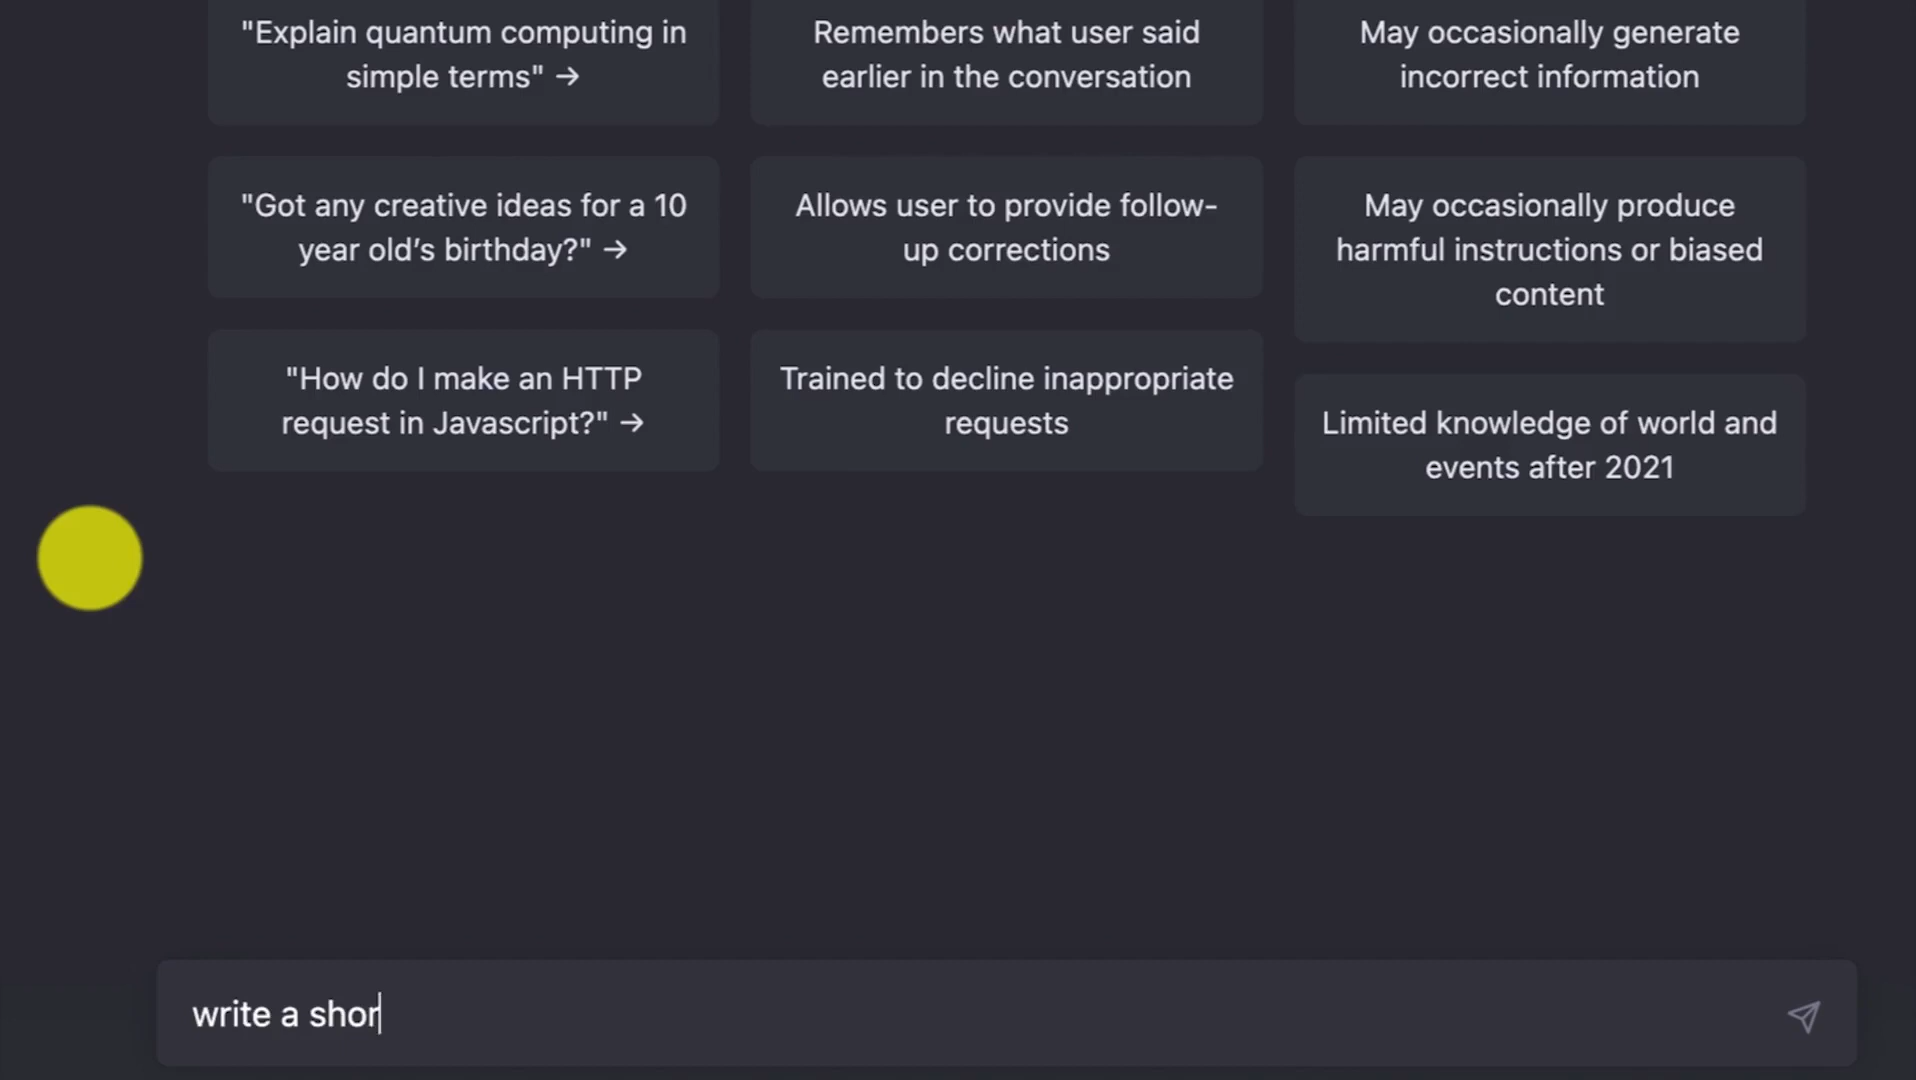 "Explain quantum computing in
simple terms" →
"Got any creative ideas for a 10
year old’s birthday?" →
"How do I make an HTTP
request in Javascript?" →
Remembers what user said
earlier in the conversation
Allows user to provide follow-
up corrections
Trained to decline inappropriate
requests
May occasionally generate
incorrect information
May occasionally produce
harmful instructions or biased
content
Limited knowledge of world and
events after 2021
write a shor